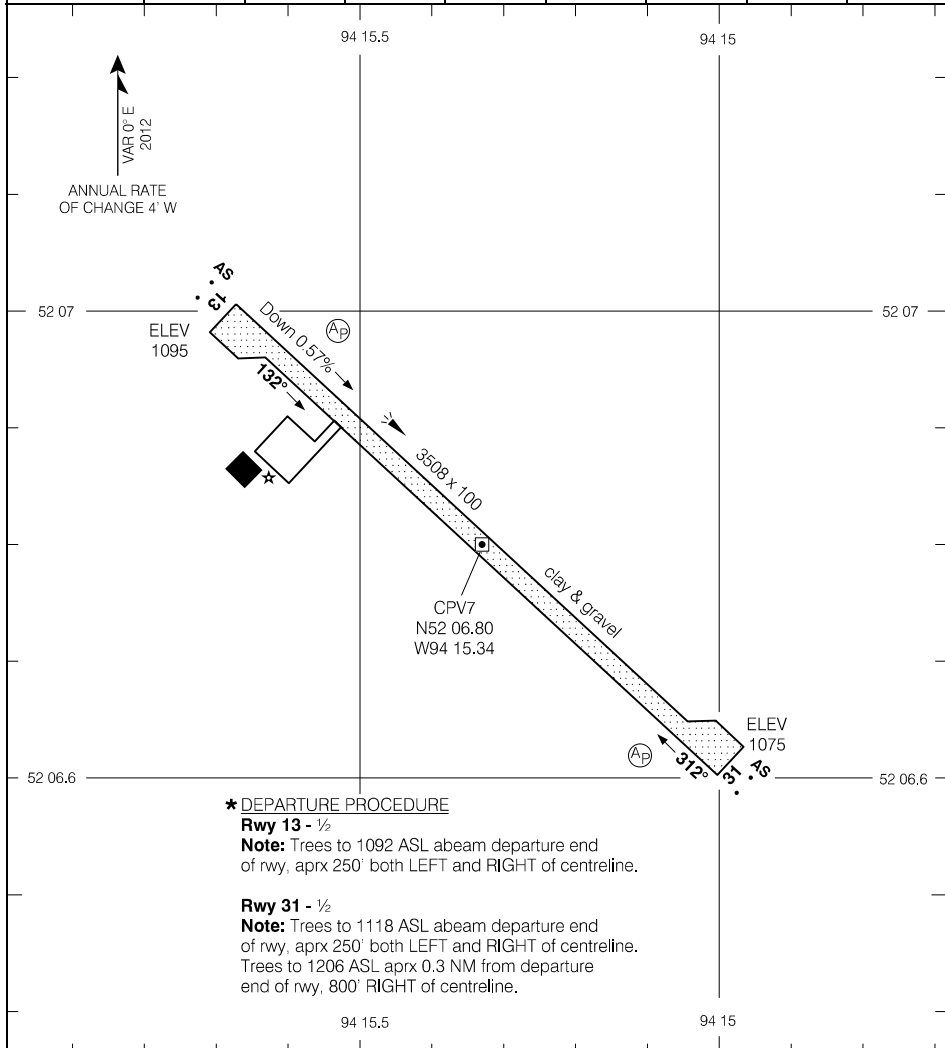 94 15.5
94 15
VAR 0° E
2012
ANNUAL RATE
OF CHANGE 4' W
AS
13
52 07
52 07
ELEV
1095
Down 0.57%
AP
132°
3508 x 100
CPV7
N52 06.80
W94 15.34
clay & gravel
ELEV
1075
AP
312°
31
AS
52 06.6
52 06.6
* DEPARTURE PROCEDURE
Rwy 13 - ½
Note: Trees to 1092 ASL abeam departure end
of rwy, aprx 250' both LEFT and RIGHT of centreline.
Rwy 31 - ½
Note: Trees to 1118 ASL abeam departure end
of rwy, aprx 250' both LEFT and RIGHT of centreline.
Trees to 1206 ASL aprx 0.3 NM from departure
end of rwy, 800' RIGHT of centreline.
94 15.5
94 15